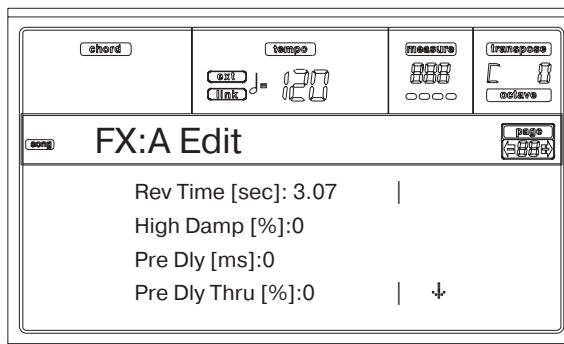 chord
tempo
measure
transpose
ext
link
120
888
C 0
octave
song
FX:A Edit
page
88
Rev Time [sec]: 3.07
High Damp [%]:0
Pre Dly [ms]:0
Pre Dly Thru [%]:0